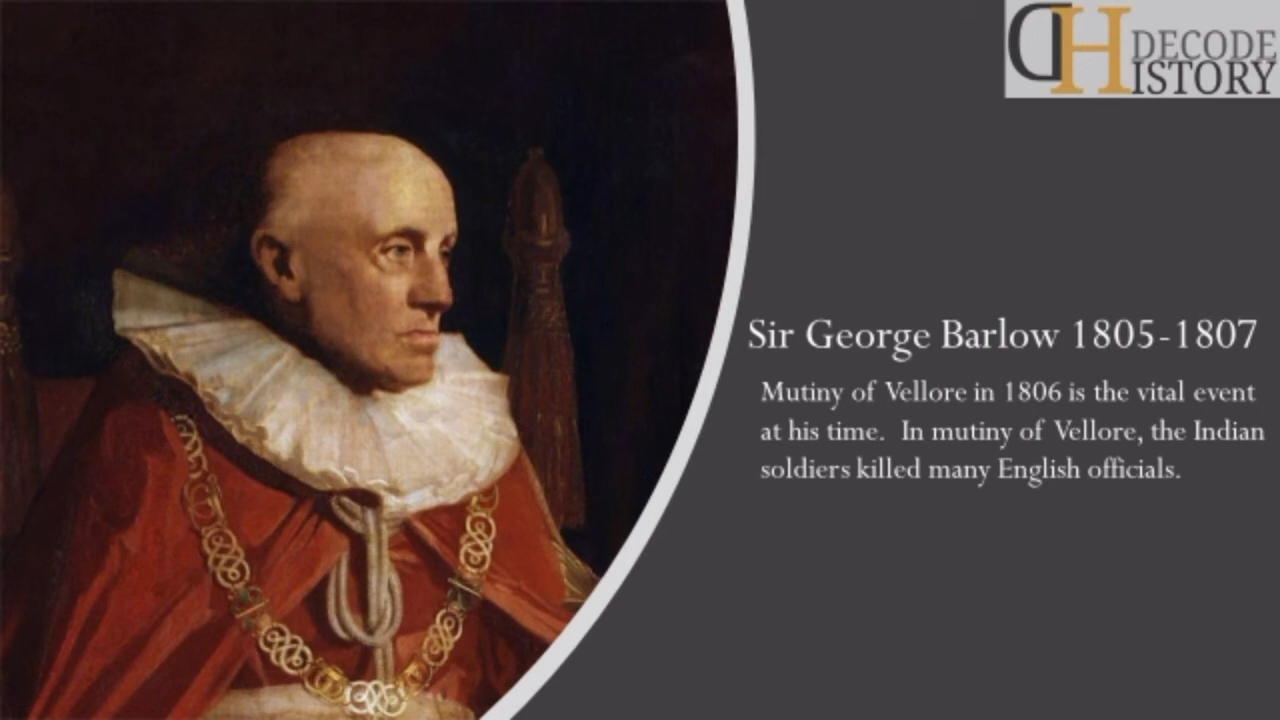 DH DECODE
HISTORY
Sir George Barlow 1805-1807
Mutiny of Vellore in 1806 is the vital event
at his time. In mutiny of Vellore, the Indian
soldiers killed many English officials.